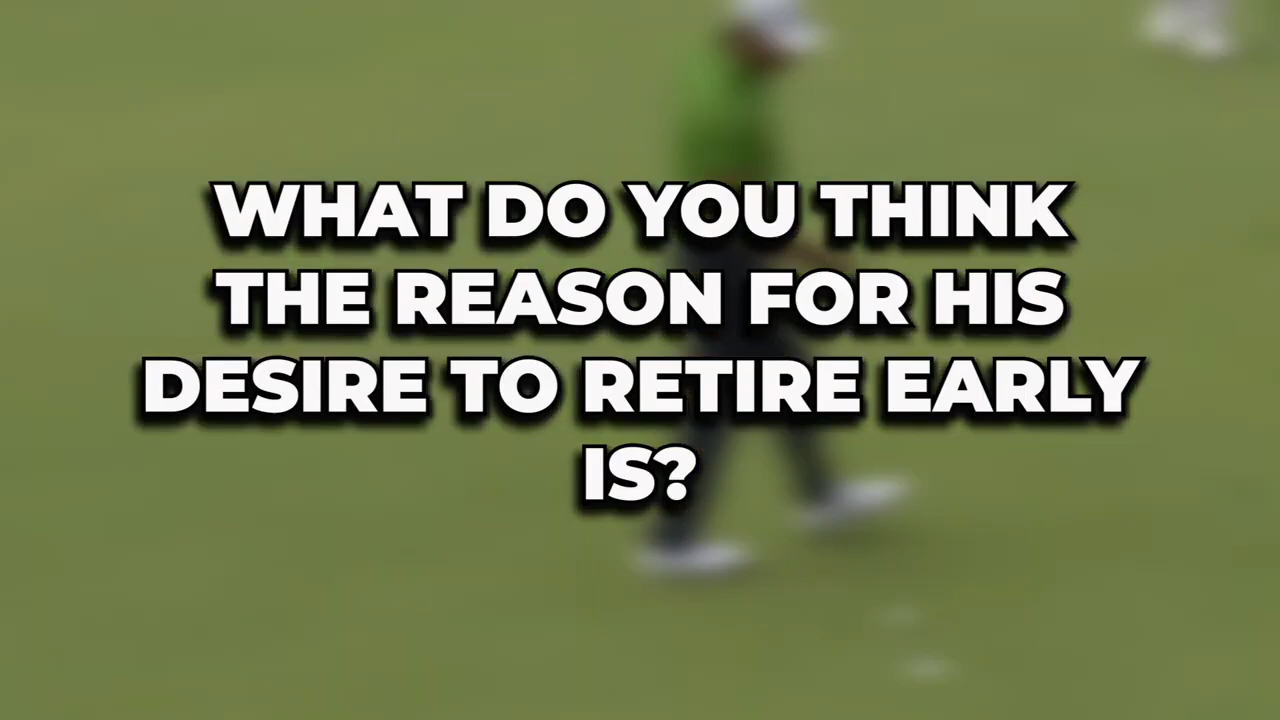 WHAT DO YOU THINK
THE REASON FOR HIS
DESIRE TO RETIRE EARLY
IS?